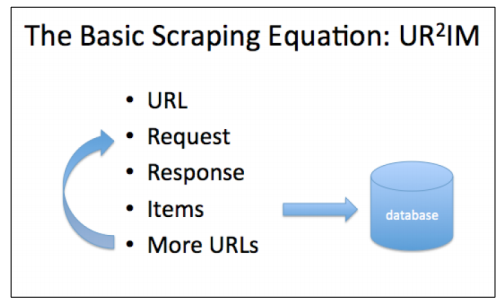 The Basic Scraping Equation: UR²IM
• URL
• Request
• Response
• Items
• More URLs
database